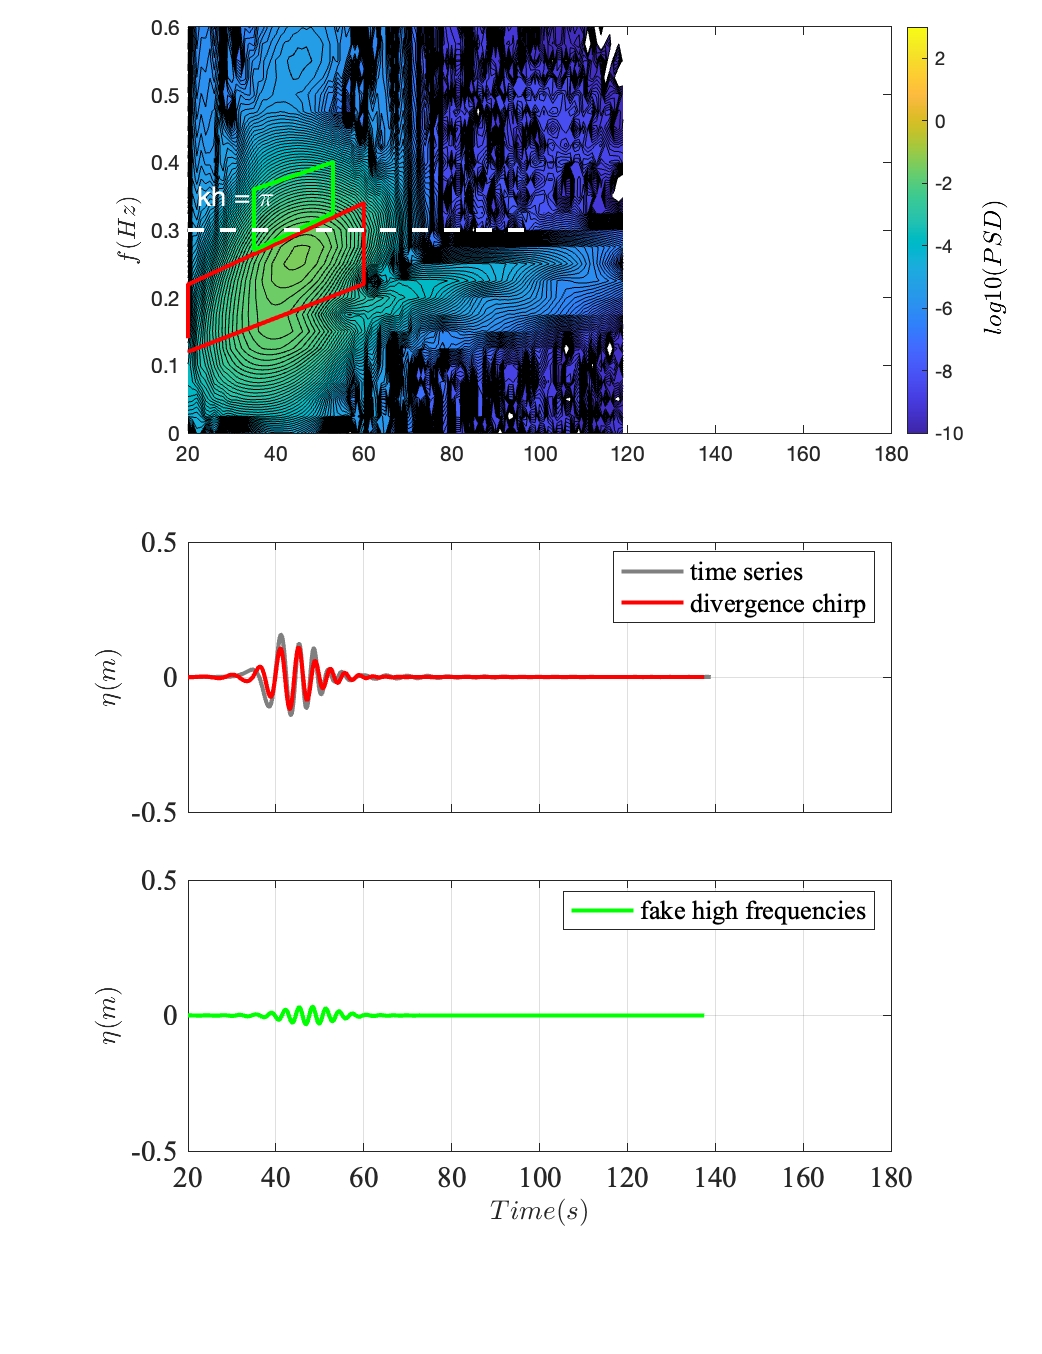 0.6
0.5
0.4
0.3
0.2
0.1
0
f(Hz)
kh = π
20 40 60 80 100 120 140 160 180
2
0
-2
-4
-6
-8
-10
log10(PSD)
0.5
0
-0.5
η(m)
time series
divergence chirp
0.5
0
-0.5
η(m)
fake high frequencies
20 40 60 80 100 120 140 160 180
Time(s)